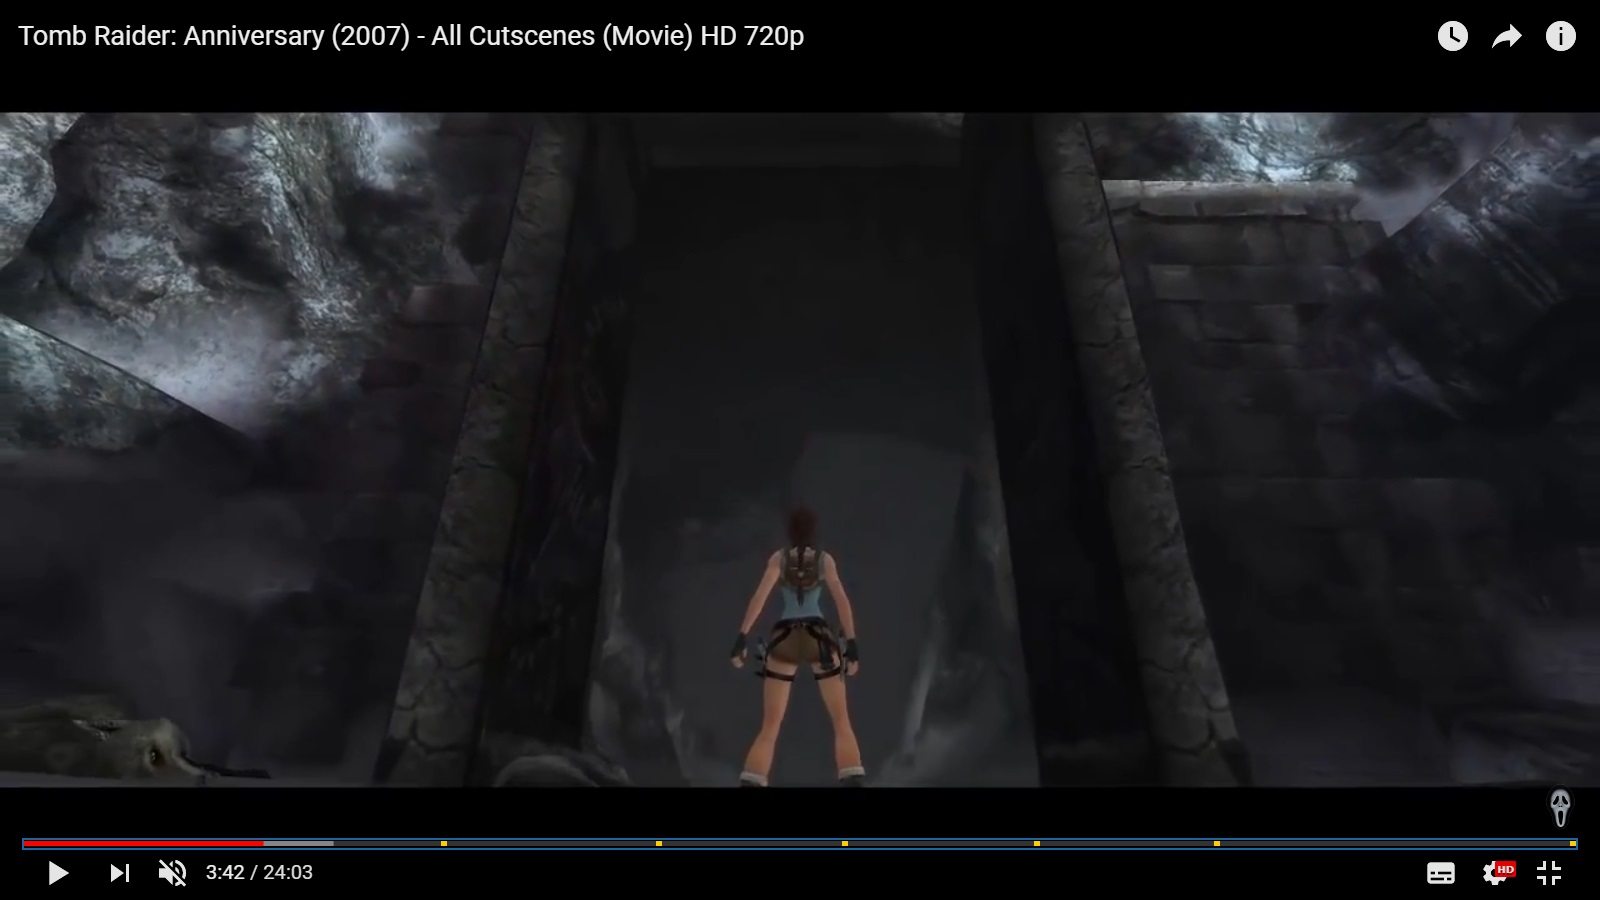 Tomb Raider: Anniversary (2007) - All Cutscenes (Movie) HD 720p
3:42 / 24:03
HD